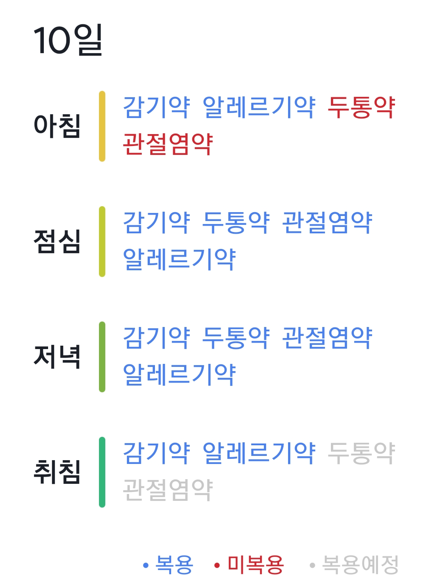 10일
아침
감기약 알레르기약 두통약
관절염약
점심
감기약 두통약 관절염약
알레르기약
저녁
감기약 두통약 관절염약
알레르기약
취침
감기약 알레르기약 두통약
관절염약
• 복용 • 미복용 • 복용예정